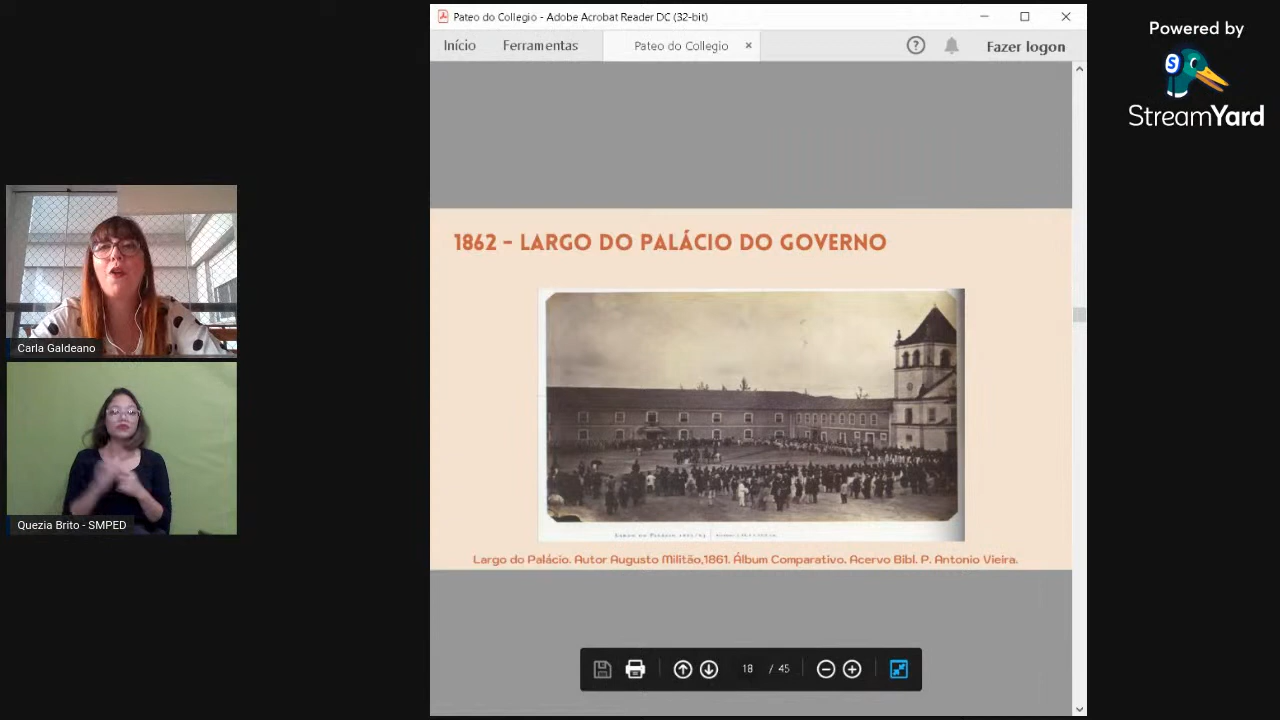 Pateo do Collegio - Adobe Acrobat Reader DC (32-bit)
Início Ferramentas Pateo do Collegio Fazer logon
Powered by
S
StreamYard
1862 - LARGO DO PALÁCIO DO GOVERNO
Largo do Palácio. Autor Augusto Militão,1861. Álbum Comparativo. Acervo Bibl. P. Antonio Vieira.
Carla Galdeano
Quezia Brito - SMPED
18 / 45